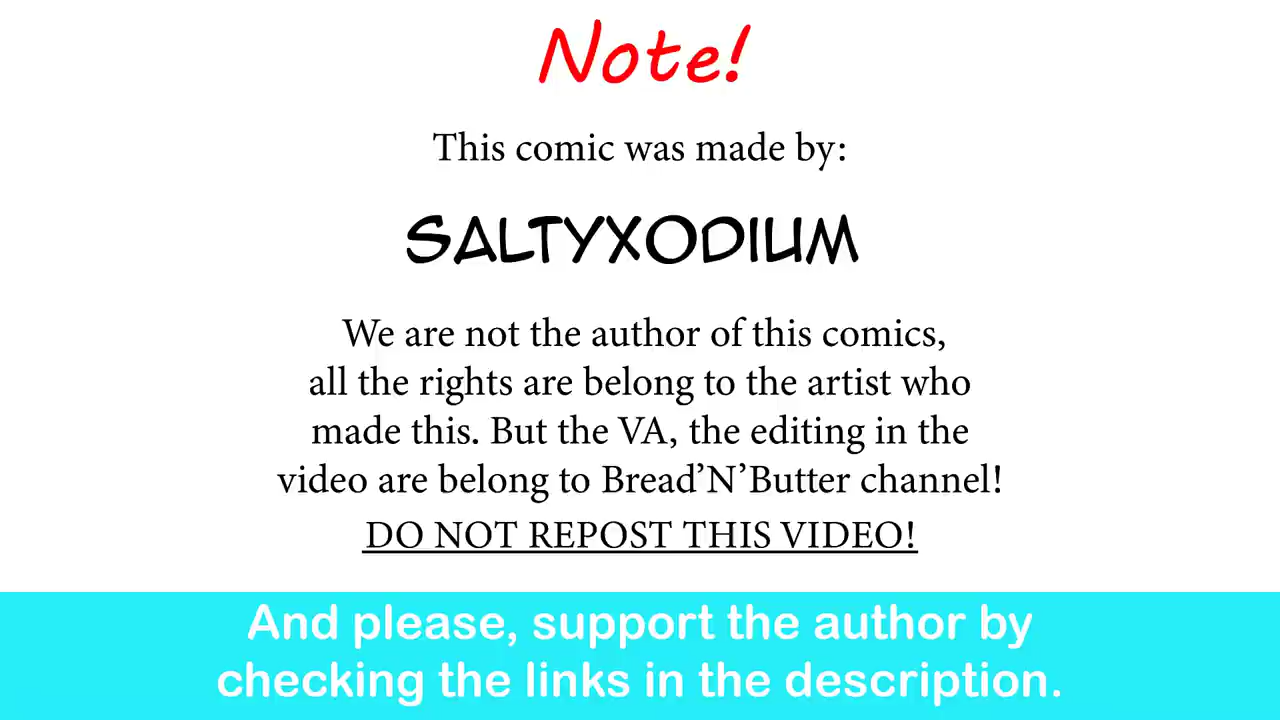 Note!
This comic was made by:
SALTYXODIUM
We are not the author of this comics,
all the rights are belong to the artist who
made this. But the VA, the editing in the
video are belong to Bread’N’Butter channel!
DO NOT REPOST THIS VIDEO!
And please, support the author by
checking the links in the description.